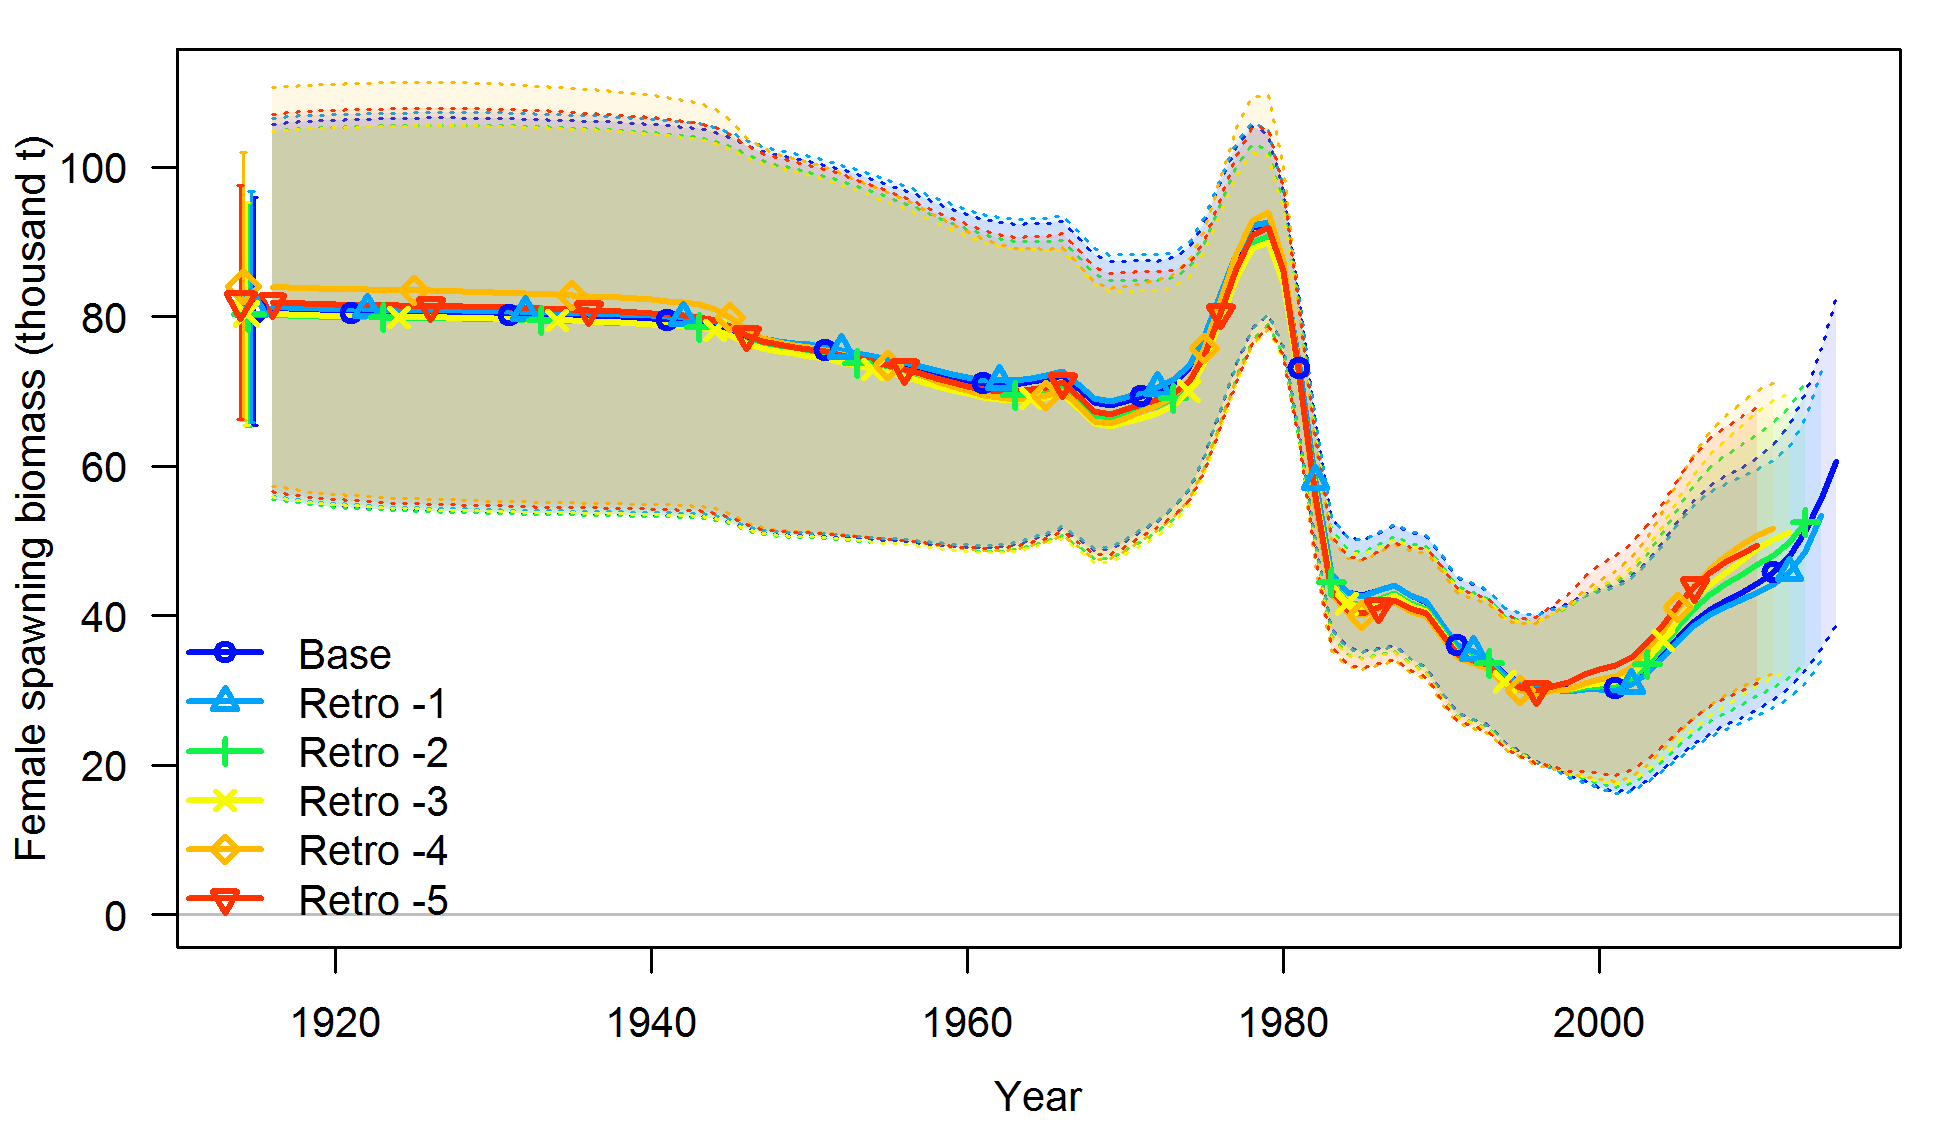 Female spawning biomass (thousand t)
100
80
60
40
20
0
Base
Retro -1
Retro -2
Retro -3
Retro -4
Retro -5
1920 1940 1960 1980 2000
Year